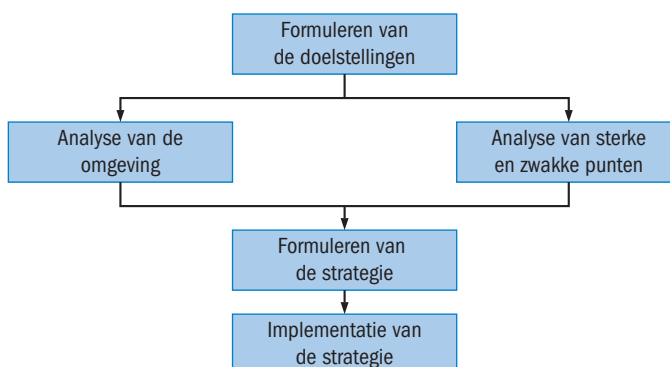 Formuleren van
de doelstellingen
Analyse van de
omgeving
Analyse van sterke
en zwakke punten
Formuleren van
de strategie
Implementatie van
de strategie